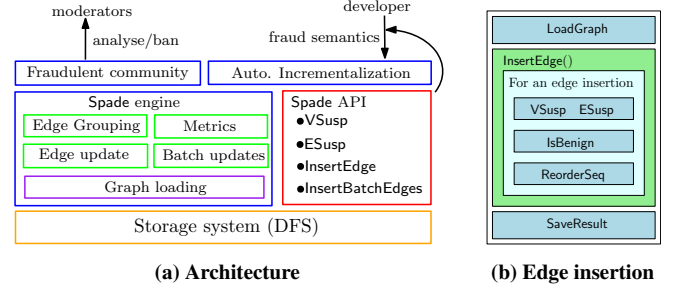 moderators
analyse/ban
developer
fraud semantics
Fraudulent community
Auto. Incrementalization
Spade engine
Edge Grouping
Metrics
Edge update
Batch updates
Graph loading
Spade API
●VSusp
●ESusp
●InsertEdge
●InsertBatchEdges
Storage system (DFS)
(a) Architecture
LoadGraph
InsertEdge()
For an edge insertion
VSusp ESusp
IsBenign
ReorderSeq
SaveResult
(b) Edge insertion